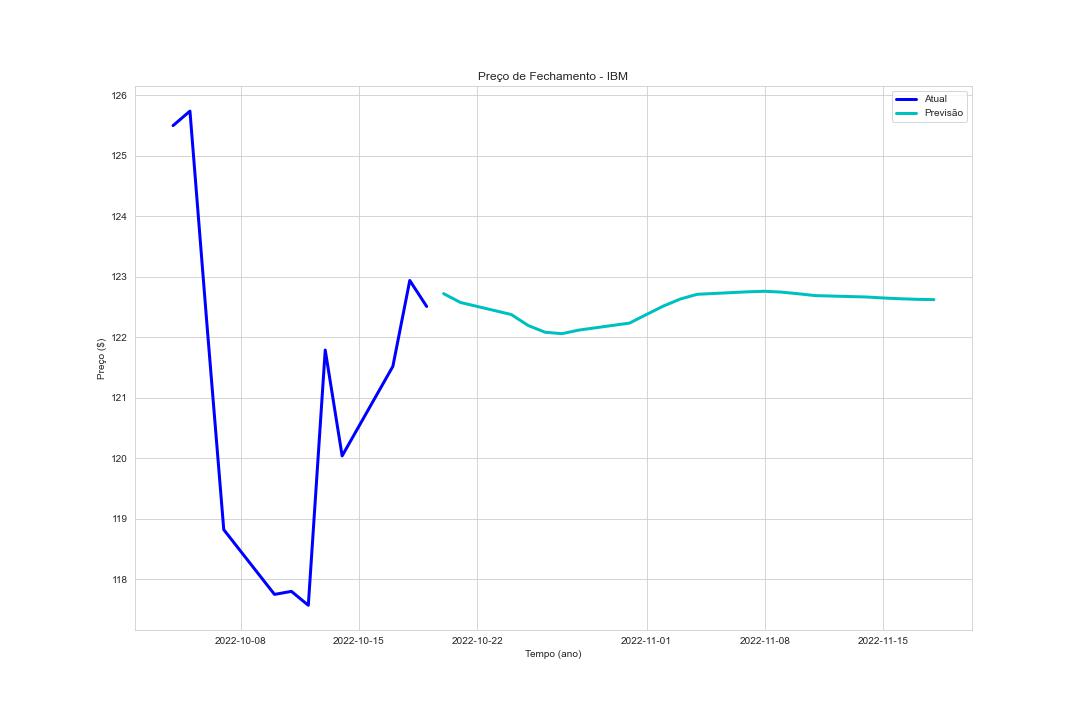 Preço de Fechamento - IBM
Atual
Previsão
126
125
124
123
122
121
120
119
118
Preço ($)
2022-10-08 2022-10-15 2022-10-22 2022-11-01 2022-11-08 2022-11-15
Tempo (ano)